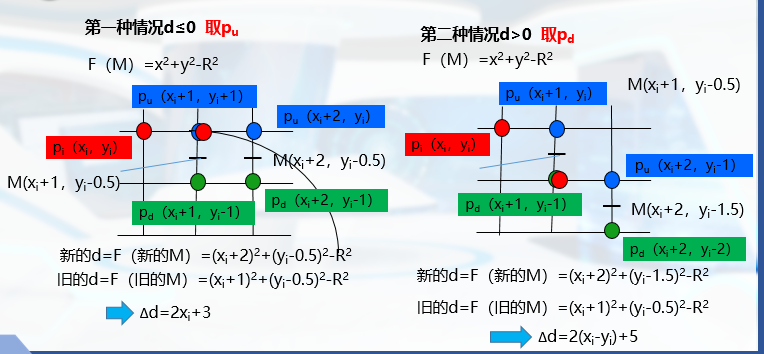 第一种情况d≤0 取pᵤ
F（M）=x²+y²-R²
pᵤ（xᵢ+1，yᵢ+1）
pᵤ（xᵢ+2，yᵢ）
pᵢ（xᵢ,yᵢ）
M(xᵢ+2，yᵢ-0.5)
M(xᵢ+1，yᵢ-0.5)
p_d（xᵢ+1，yᵢ-1）
p_d（xᵢ+2，yᵢ-1）
新的d=F（新的M）=(xᵢ+2)²+(yᵢ-0.5)²-R²
旧的d=F（旧的M）=(xᵢ+1)²+(yᵢ-0.5)²-R²
Δd=2xᵢ+3
第二种情况d>0 取p_d
F（M）=x²+y²-R²
M(xᵢ+1，yᵢ-0.5)
pᵤ（xᵢ+1，yᵢ)
pᵢ（xᵢ,yᵢ）
pᵤ（xᵢ+2，yᵢ-1）
p_d（xᵢ+1，yᵢ-1）
M(xᵢ+2，yᵢ-1.5)
p_d（xᵢ+2，yᵢ-2）
新的d=F（新的M）=(xᵢ+2)²+(yᵢ-1.5)²-R²
旧的d=F（旧的M）=(xᵢ+1)²+(yᵢ-0.5)²-R²
Δd=2(xᵢ-yᵢ)+5